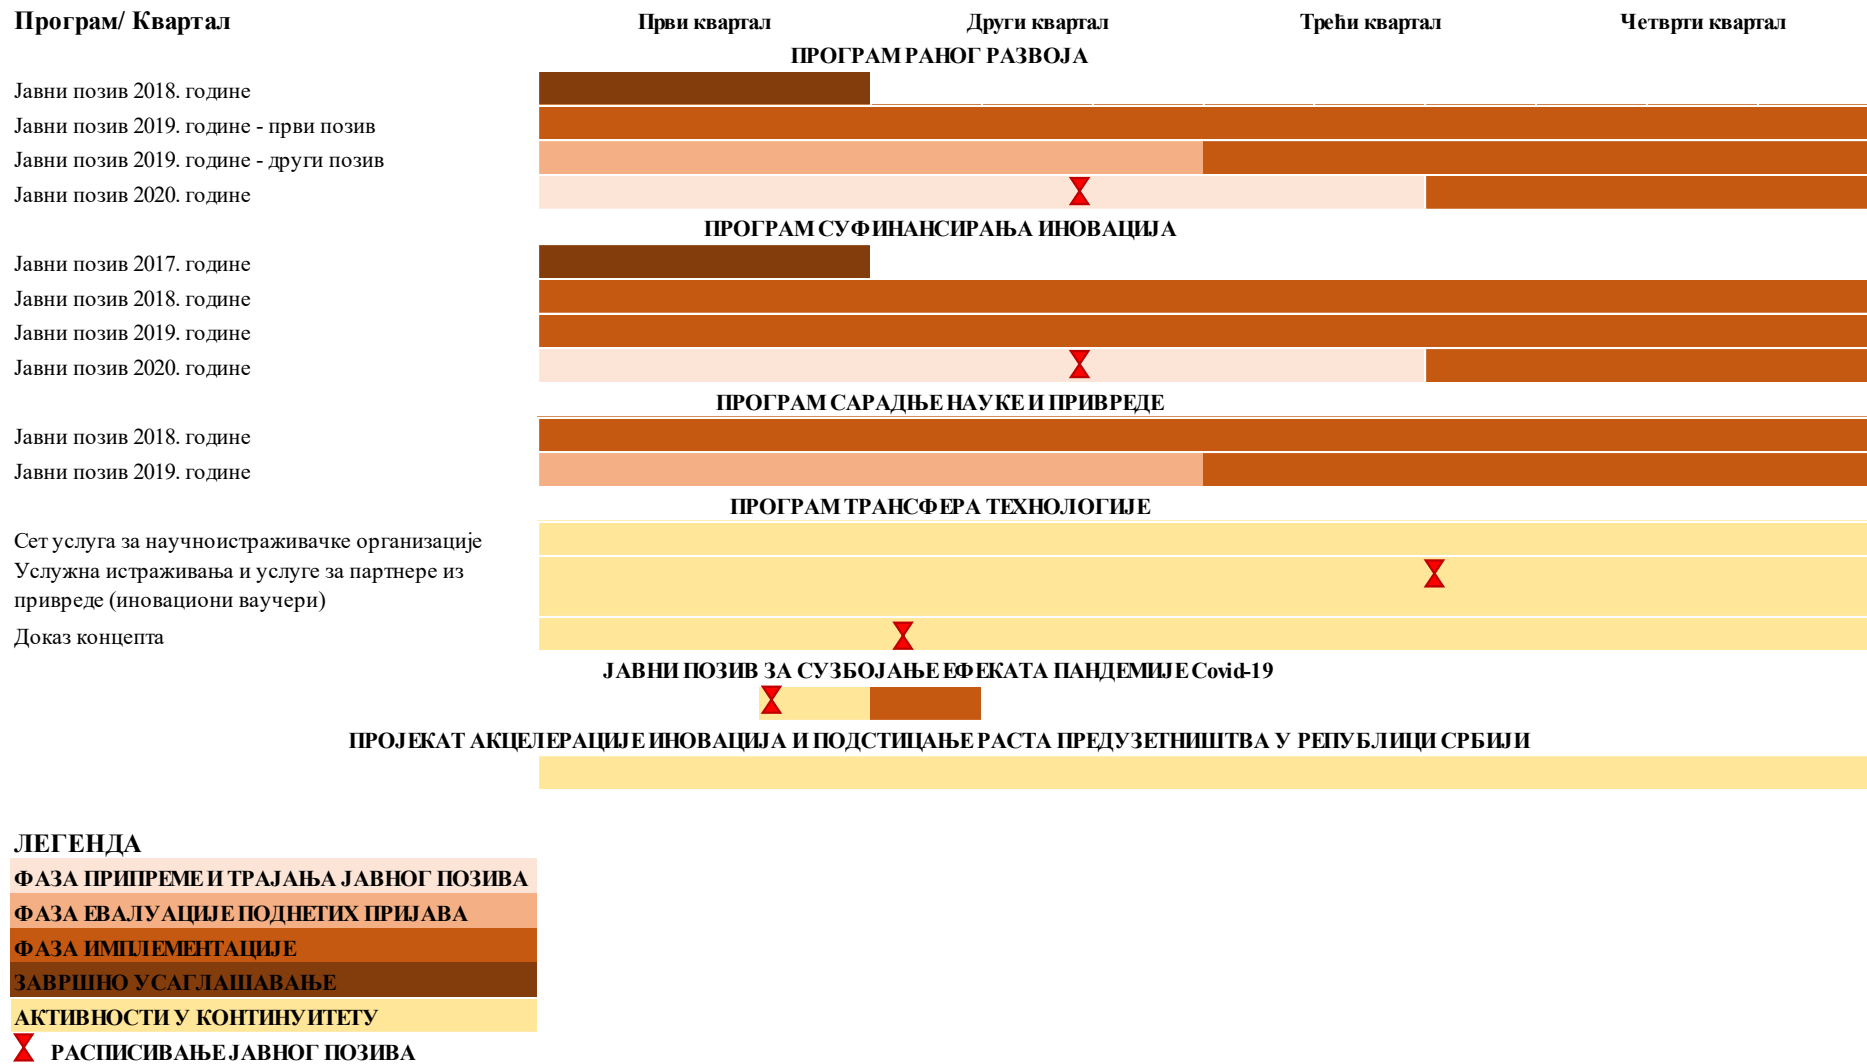 Програм/ Квартал Први квартал Други квартал Трећи квартал Четврти квартал
ПРОГРАМ РАНОГ РАЗВОЈА
Јавни позив 2018. године
Јавни позив 2019. године - први позив
Јавни позив 2019. године - други позив
Јавни позив 2020. године
ПРОГРАМ СУФИНАНСИРАЊА ИНОВАЦИЈА
Јавни позив 2017. године
Јавни позив 2018. године
Јавни позив 2019. године
Јавни позив 2020. године
ПРОГРАМ САРАДЊЕ НАУКЕ И ПРИВРЕДЕ
Јавни позив 2018. године
Јавни позив 2019. године
ПРОГРАМ ТРАНСФЕРА ТЕХНОЛОГИЈЕ
Сет услуга за научноистраживачке организације
Услужна истраживања и услуге за партнере из
привреде (иновациони ваучери)
Доказ концепта
ЈАВНИ ПОЗИВ ЗА СУЗБОЈАЊЕ ЕФЕКАТА ПАНДЕМИЈЕ Covid-19
ПРОЈЕКАТ АКЦЕЛЕРАЦИЈЕ ИНОВАЦИЈА И ПОДСТИЦАЊЕ РАСТА ПРЕДУЗЕТНИШТВА У РЕПУБЛИЦИ СРБИЈИ
ЛЕГЕНДА
ФАЗА ПРИПРЕМЕ И ТРАЈАЊА ЈАВНОГ ПОЗИВА
ФАЗА ЕВАЛУАЦИЈЕ ПОДНЕТИХ ПРИЈАВА
ФАЗА ИМПЛЕМЕНТАЦИЈЕ
ЗАВРШНО УСАГЛАШАВАЊЕ
АКТИВНОСТИ У КОНТИНУИТЕТУ
РАСПИСИВАЊЕ ЈАВНОГ ПОЗИВА